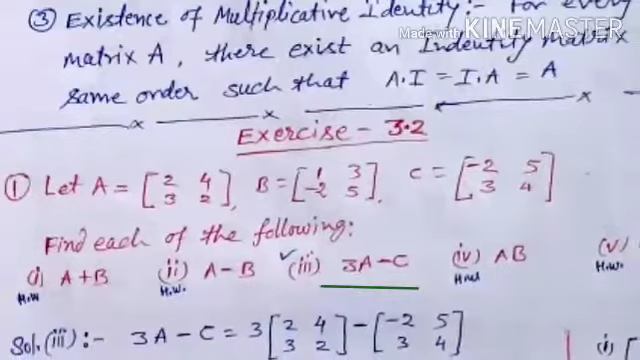 ③ Existence of Multiplicative Identity:- For every
Made with KINEMASTER
matrix A, there exist an Indentity matrix
same order such that A·I = I·A = A
Exercise - 3.2
① Let A = [2 4 3 2], B = [1 3 -2 5], C = [-2 5 3 4]
Find each of the following:
(i) A+B (ii) A-B ✓(iii) 3A-C (iv) AB (v)
H.W H.W. H.W H.W.
Sol.(iii):- 3A-C = 3[2 4 3 2] - [-2 5 3 4]
(i)